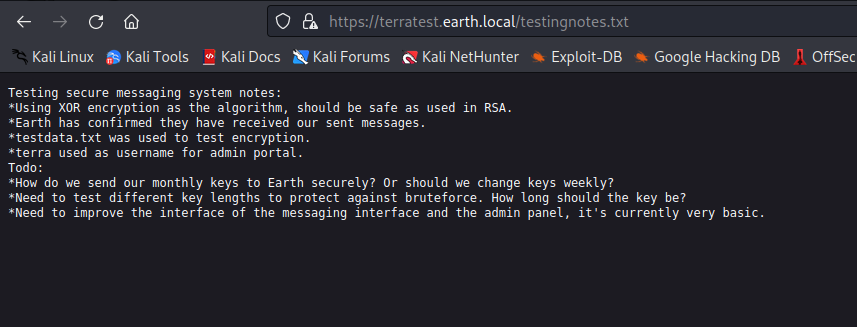 https://terratest.earth.local/testingnotes.txt
Kali Linux Kali Tools Kali Docs Kali Forums Kali NetHunter Exploit-DB Google Hacking DB OffSec
Testing secure messaging system notes:
*Using XOR encryption as the algorithm, should be safe as used in RSA.
*Earth has confirmed they have received our sent messages.
*testdata.txt was used to test encryption.
*terra used as username for admin portal.
Todo:
*How do we send our monthly keys to Earth securely? Or should we change keys weekly?
*Need to test different key lengths to protect against bruteforce. How long should the key be?
*Need to improve the interface of the messaging interface and the admin panel, it's currently very basic.